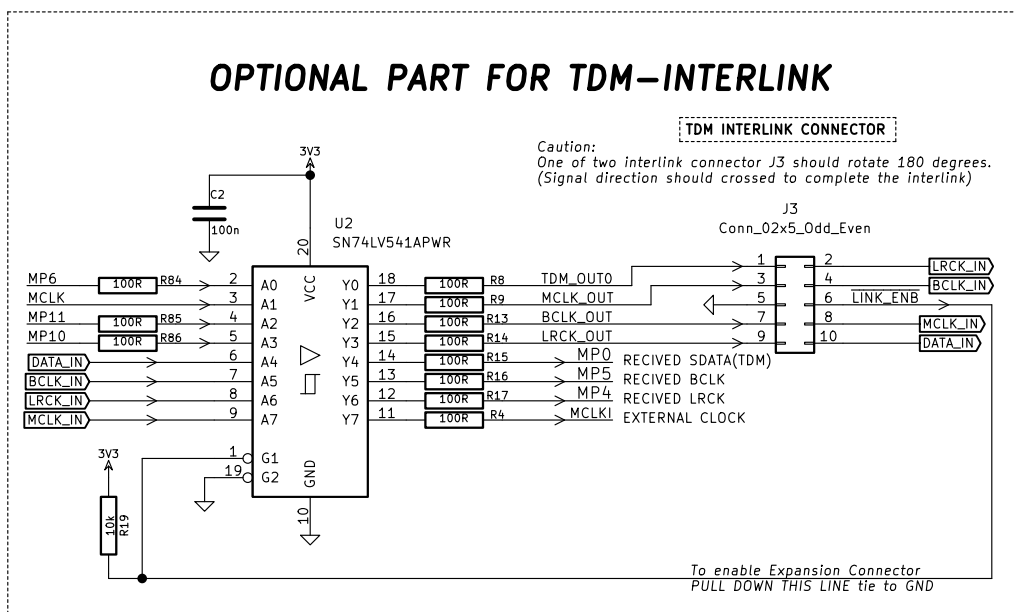 OPTIONAL PART FOR TDM-INTERLINK
TDM INTERLINK CONNECTOR
Caution:
One of two interlink connector J3 should rotate 180 degrees.
(Signal direction should crossed to complete the interlink)
3V3
C2
100n
U2
SN74LV541APWR
J3
Conn_02x5_Odd_Even
20
VCC
MP6 100R R84 2 A0 Y0 18 100R R8 TDM_OUT0 1 2 LRCK_IN
MCLK 3 A1 Y1 17 100R R9 MCLK_OUT 3 4 BCLK_IN
MP11 100R R85 4 A2 Y2 16 100R R13 BCLK_OUT 7 8 MCLK_IN
MP10 100R R86 5 A3 Y3 15 100R R14 LRCK_OUT 9 10 DATA_IN
5 6 LINK_ENB
DATA_IN 6 A4 Y4 14 100R R15 MP0 RECIVED SDATA(TDM)
BCLK_IN 7 A5 Y5 13 100R R16 MP5 RECIVED BCLK
LRCK_IN 8 A6 Y6 12 100R R17 MP4 RECIVED LRCK
MCLK_IN 9 A7 Y7 11 100R R4 MCLKI EXTERNAL CLOCK
3V3
1 G1
19 G2
GND
10
10k
R19
To enable Expansion Connector
PULL DOWN THIS LINE tie to GND